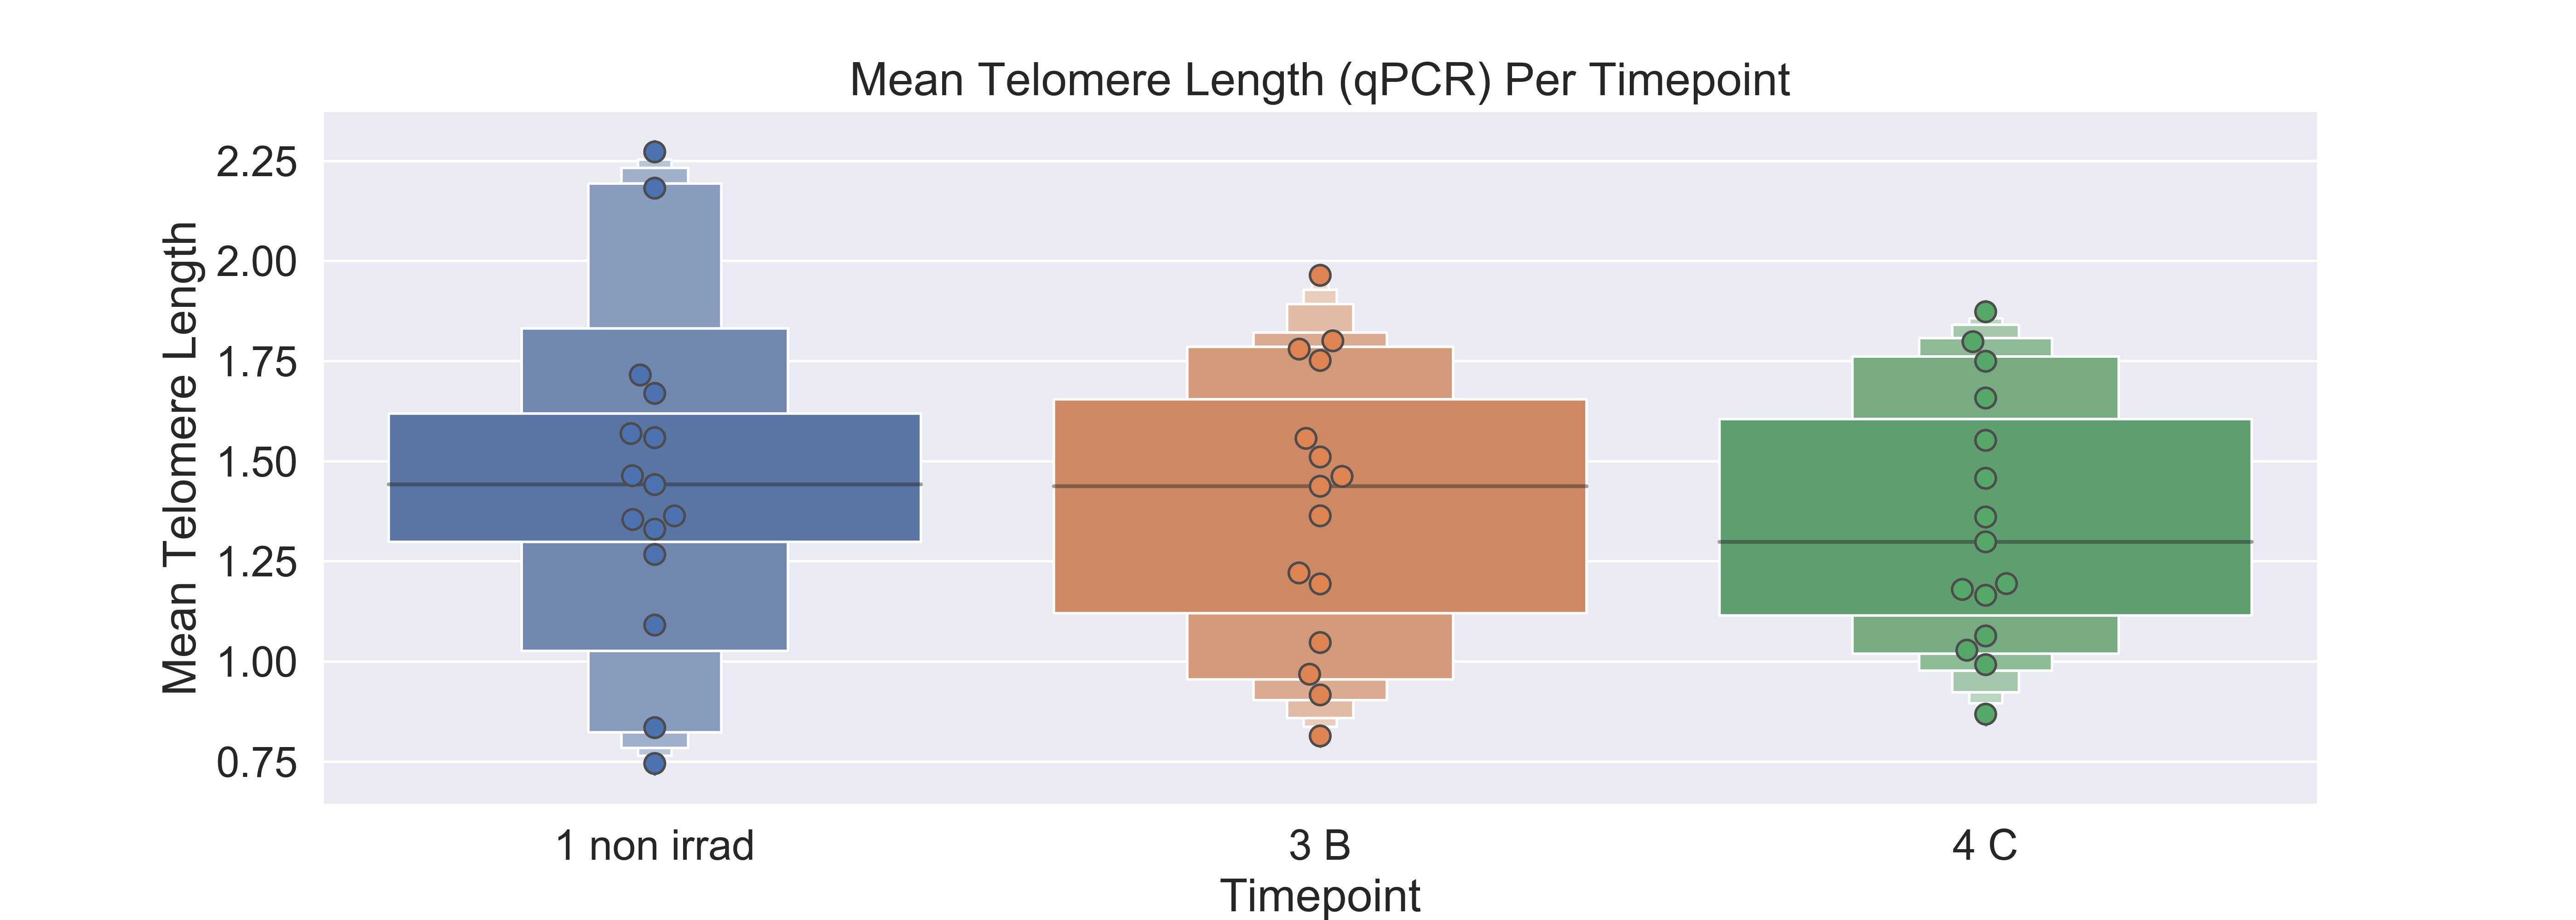 Mean Telomere Length (qPCR) Per Timepoint
Mean Telomere Length
2.25
2.00
1.75
1.50
1.25
1.00
0.75
1 non irrad
3 B
4 C
Timepoint